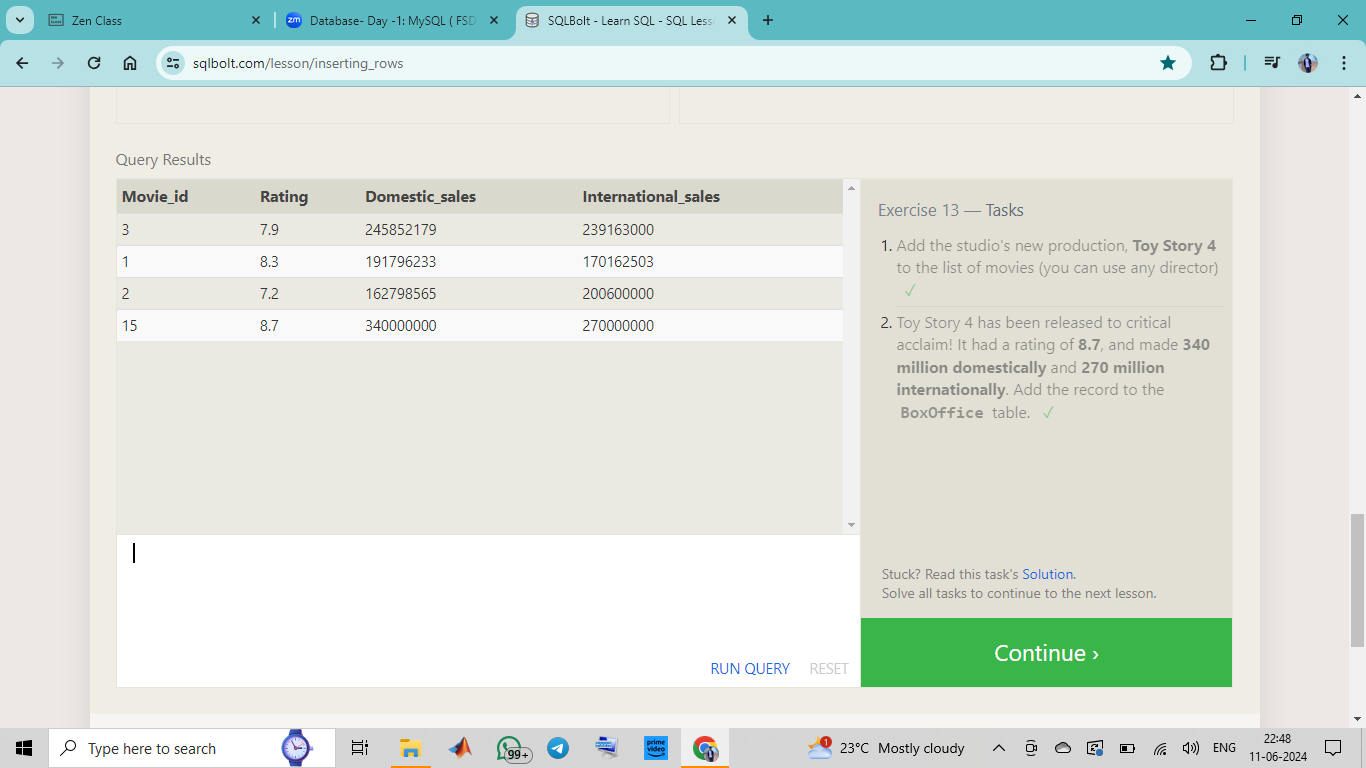 Zen Class
zm
Database- Day -1: MySQL ( FSD
SQLBolt - Learn SQL - SQL Less
sqlbolt.com/lesson/inserting_rows
Query Results
Movie_id Rating Domestic_sales International_sales
3 7.9 245852179 239163000
1 8.3 191796233 170162503
2 7.2 162798565 200600000
15 8.7 340000000 270000000
Exercise 13 — Tasks
1. Add the studio's new production, Toy Story 4
to the list of movies (you can use any director)
✓
2. Toy Story 4 has been released to critical
acclaim! It had a rating of 8.7, and made 340
million domestically and 270 million
internationally. Add the record to the
BoxOffice table. ✓
Stuck? Read this task's Solution.
Solve all tasks to continue to the next lesson.
RUN QUERY RESET
Continue ›
Type here to search
99+
prime
video
1
23°C Mostly cloudy
ENG
22:48
11-06-2024